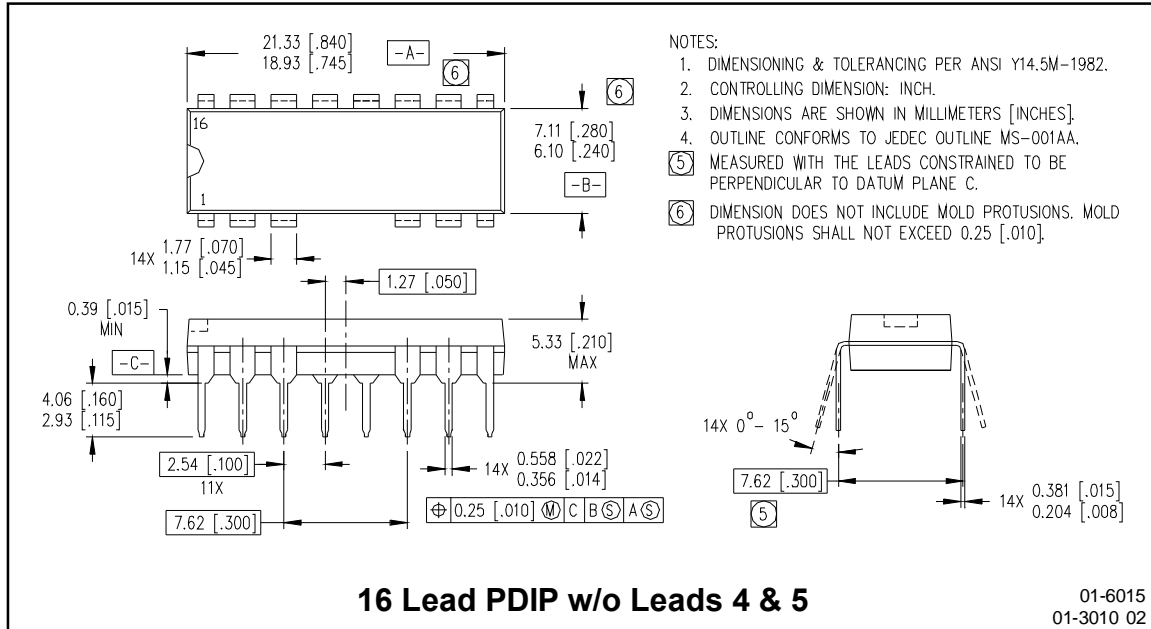 21.33 [.840]
18.93 [.745]
-A-
6
6
16
1
7.11 [.280]
6.10 [.240]
-B-
14X 1.77 [.070]
1.15 [.045]
1.27 [.050]
NOTES:
1. DIMENSIONING & TOLERANCING PER ANSI Y14.5M-1982.
2. CONTROLLING DIMENSION: INCH.
3. DIMENSIONS ARE SHOWN IN MILLIMETERS [INCHES].
4. OUTLINE CONFORMS TO JEDEC OUTLINE MS-001AA.
5 MEASURED WITH THE LEADS CONSTRAINED TO BE
PERPENDICULAR TO DATUM PLANE C.
6 DIMENSION DOES NOT INCLUDE MOLD PROTUSIONS. MOLD
PROTUSIONS SHALL NOT EXCEED 0.25 [.010].
0.39 [.015]
MIN
-C-
4.06 [.160]
2.93 [.115]
5.33 [.210]
MAX
2.54 [.100]
11X
14X 0.558 [.022]
0.356 [.014]
⌖ 0.25 [.010] Ⓜ C B Ⓢ A Ⓢ
7.62 [.300]
14X 0° - 15°
7.62 [.300]
5
14X 0.381 [.015]
0.204 [.008]
16 Lead PDIP w/o Leads 4 & 5
01-6015
01-3010 02